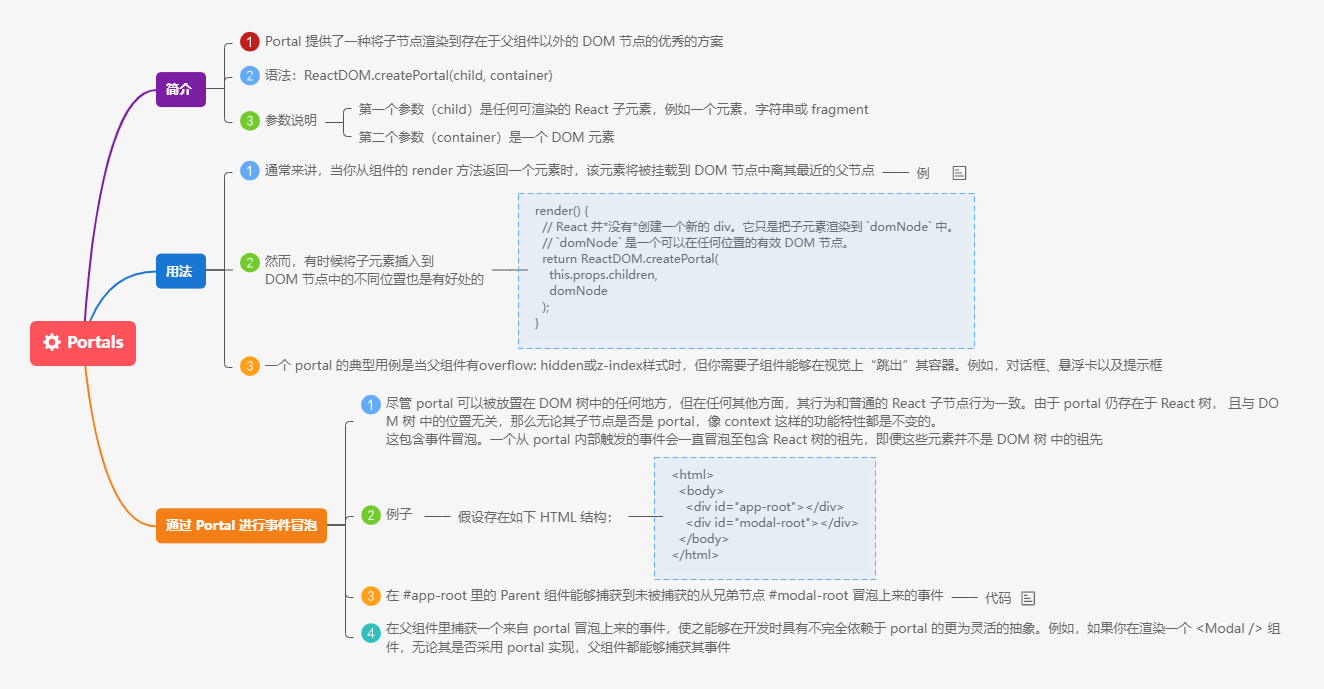 Portals
简介
1 Portal 提供了一种将子节点渲染到存在于父组件以外的 DOM 节点的优秀的方案
2 语法：ReactDOM.createPortal(child, container)
3 参数说明
第一个参数（child）是任何可渲染的 React 子元素，例如一个元素，字符串或 fragment
第二个参数（container）是一个 DOM 元素
用法
1 通常来讲，当你从组件的 render 方法返回一个元素时，该元素将被挂载到 DOM 节点中离其最近的父节点
例
2 然而，有时候将子元素插入到
DOM 节点中的不同位置也是有好处的
render() {
// React 并*没有*创建一个新的 div。它只是把子元素渲染到 `domNode` 中。
// `domNode` 是一个可以在任何位置的有效 DOM 节点。
return ReactDOM.createPortal(
this.props.children,
domNode
);
}
3 一个 portal 的典型用例是当父组件有overflow: hidden或z-index样式时，但你需要子组件能够在视觉上“跳出”其容器。例如，对话框、悬浮卡以及提示框
通过 Portal 进行事件冒泡
1 尽管 portal 可以被放置在 DOM 树中的任何地方，但在任何其他方面，其行为和普通的 React 子节点行为一致。由于 portal 仍存在于 React 树， 且与 DO
M 树 中的位置无关，那么无论其子节点是否是 portal，像 context 这样的功能特性都是不变的。
这包含事件冒泡。一个从 portal 内部触发的事件会一直冒泡至包含 React 树的祖先，即便这些元素并不是 DOM 树 中的祖先
2 例子
假设存在如下 HTML 结构：
<html>
<body>
<div id="app-root"></div>
<div id="modal-root"></div>
</body>
</html>
3 在 #app-root 里的 Parent 组件能够捕获到未被捕获的从兄弟节点 #modal-root 冒泡上来的事件
代码
4 在父组件里捕获一个来自 portal 冒泡上来的事件，使之能够在开发时具有不完全依赖于 portal 的更为灵活的抽象。例如，如果你在渲染一个 <Modal /> 组
件，无论其是否采用 portal 实现，父组件都能够捕获其事件